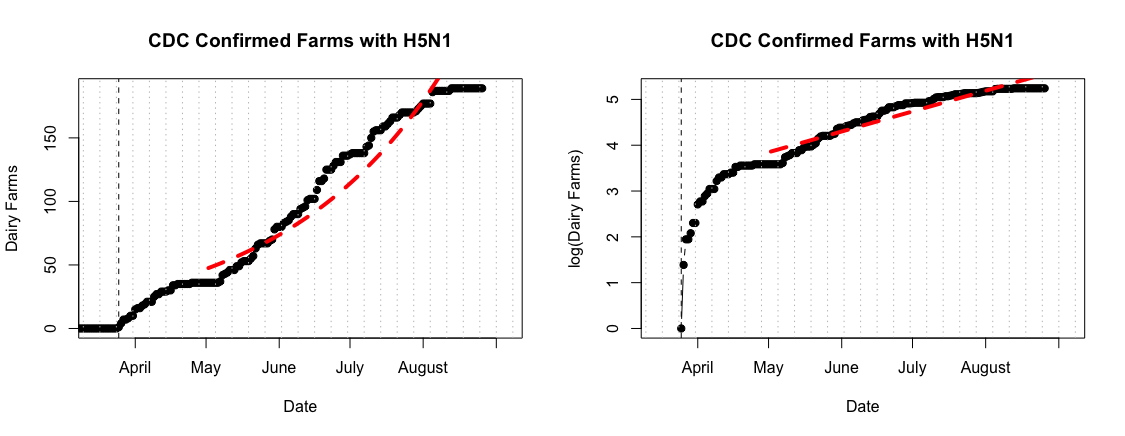 CDC Confirmed Farms with H5N1
Dairy Farms
150
100
50
0
April May June July August
Date
CDC Confirmed Farms with H5N1
log(Dairy Farms)
5
4
3
2
1
0
April May June July August
Date